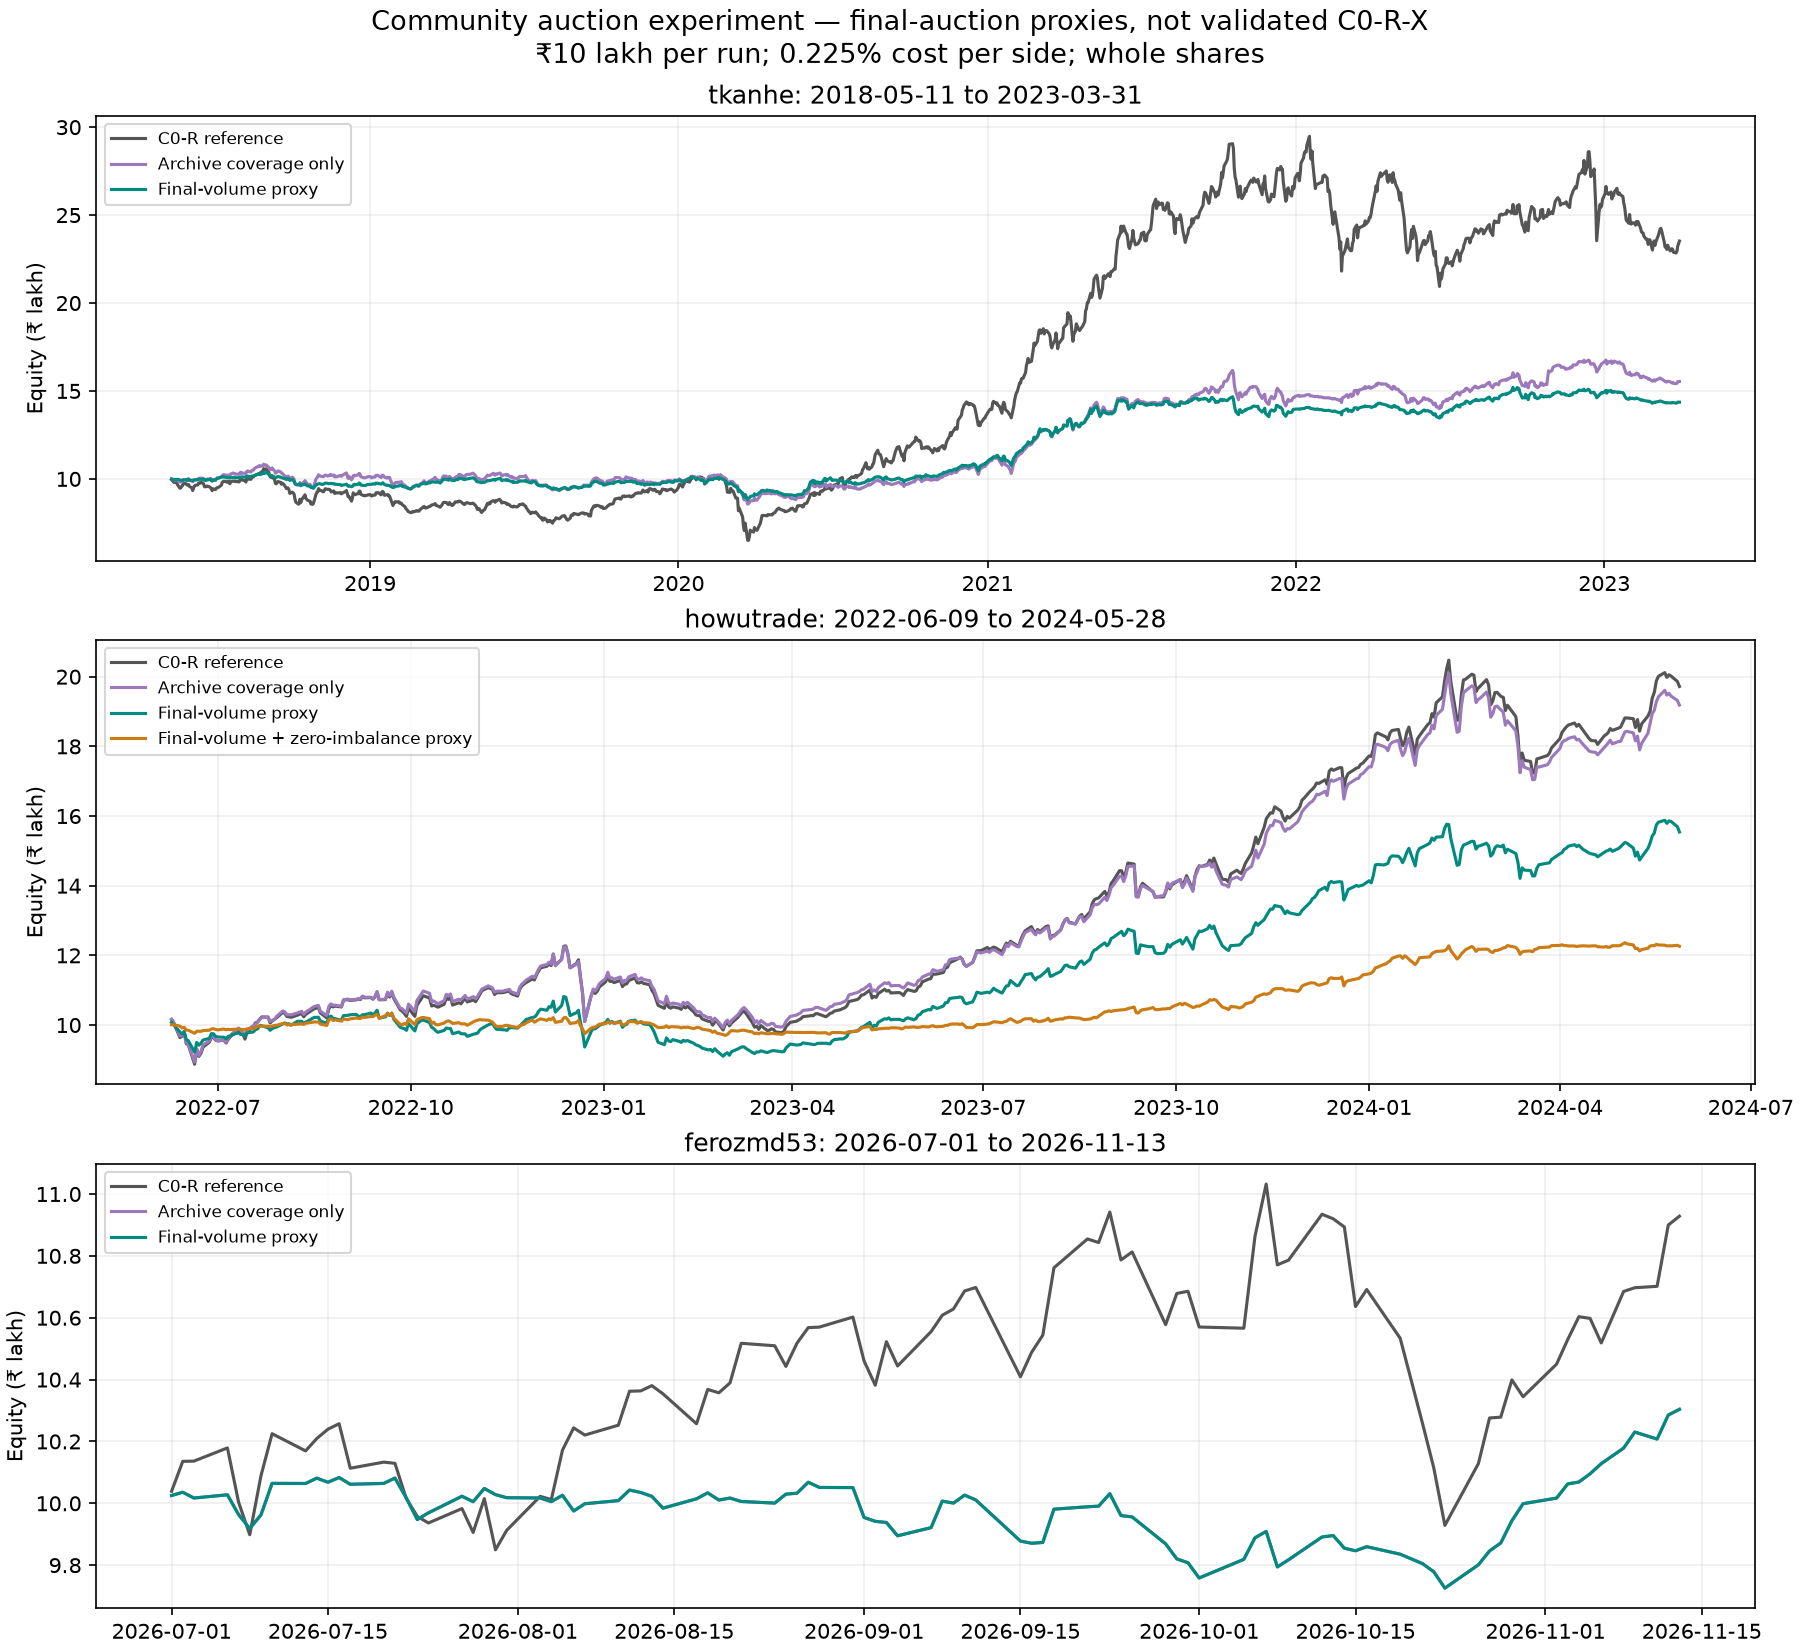 Community auction experiment — final-auction proxies, not validated C0-R-X
₹10 lakh per run; 0.225% cost per side; whole shares
tkanhe: 2018-05-11 to 2023-03-31
C0-R reference
Archive coverage only
Final-volume proxy
Equity (₹ lakh)
30
25
20
15
10
2019
2020
2021
2022
2023
howutrade: 2022-06-09 to 2024-05-28
C0-R reference
Archive coverage only
Final-volume proxy
Final-volume + zero-imbalance proxy
Equity (₹ lakh)
20
18
16
14
12
10
2022-07
2022-10
2023-01
2023-04
2023-07
2023-10
2024-01
2024-04
2024-07
ferozmd53: 2026-07-01 to 2026-11-13
C0-R reference
Archive coverage only
Final-volume proxy
Equity (₹ lakh)
11.0
10.8
10.6
10.4
10.2
10.0
9.8
2026-07-01
2026-07-15
2026-08-01
2026-08-15
2026-09-01
2026-09-15
2026-10-01
2026-10-15
2026-11-01
2026-11-15